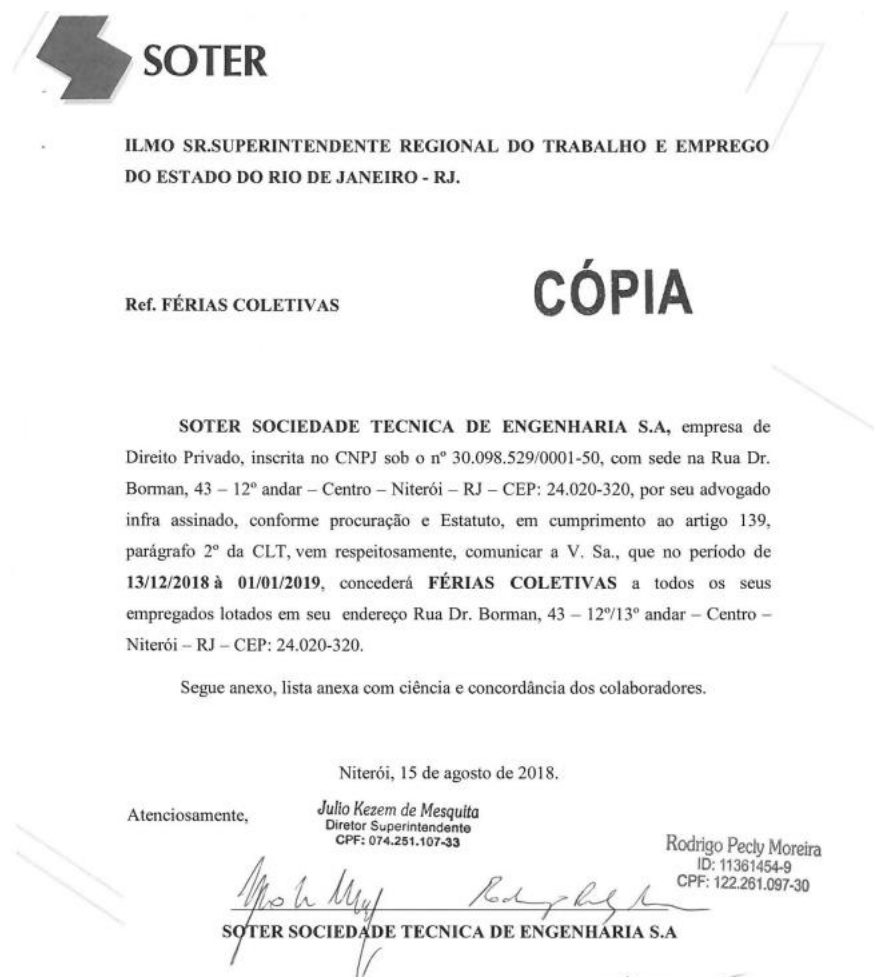 SOTER
ILMO SR.SUPERINTENDENTE REGIONAL DO TRABALHO E EMPREGO
DO ESTADO DO RIO DE JANEIRO - RJ.
CÓPIA
Ref. FÉRIAS COLETIVAS
SOTER SOCIEDADE TECNICA DE ENGENHARIA S.A, empresa de
Direito Privado, inscrita no CNPJ sob o nº 30.098.529/0001-50, com sede na Rua Dr.
Borman, 43 – 12º andar – Centro – Niterói – RJ – CEP: 24.020-320, por seu advogado
infra assinado, conforme procuração e Estatuto, em cumprimento ao artigo 139,
parágrafo 2º da CLT, vem respeitosamente, comunicar a V. Sa., que no período de
13/12/2018 à 01/01/2019, concederá FÉRIAS COLETIVAS a todos os seus
empregados lotados em seu endereço Rua Dr. Borman, 43 – 12º/13º andar – Centro –
Niterói – RJ – CEP: 24.020-320.
Segue anexo, lista anexa com ciência e concordância dos colaboradores.
Niterói, 15 de agosto de 2018.
Atenciosamente,
Julio Kezem de Mesquita
Diretor Superintendente
CPF: 074.251.107-33
Rodrigo Pecly Moreira
ID: 11361454-9
CPF: 122.261.097-30
SOTER SOCIEDADE TECNICA DE ENGENHARIA S.A